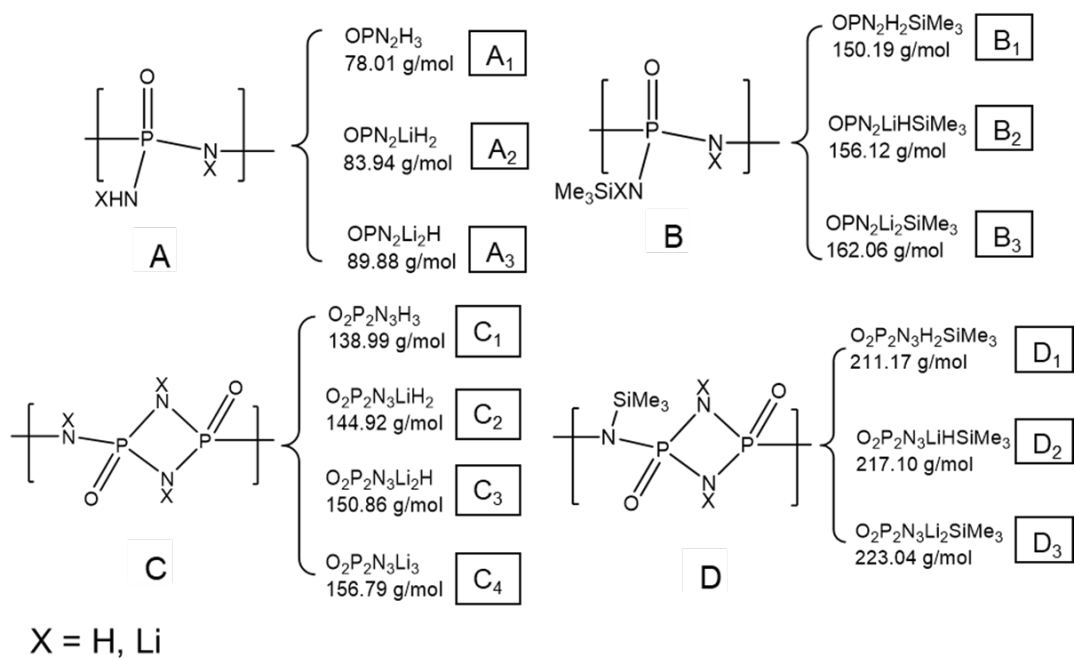 O
P
N
X
XHN
A
OPN₂H₃
78.01 g/mol
A₁
OPN₂LiH₂
83.94 g/mol
A₂
OPN₂Li₂H
89.88 g/mol
A₃
O
P
N
X
Me₃SiXN
B
OPN₂H₂SiMe₃
150.19 g/mol
B₁
OPN₂LiHSiMe₃
156.12 g/mol
B₂
OPN₂Li₂SiMe₃
162.06 g/mol
B₃
X
N
X
N
O
P
P
O
N
X
C
O₂P₂N₃H₃
138.99 g/mol
C₁
O₂P₂N₃LiH₂
144.92 g/mol
C₂
O₂P₂N₃Li₂H
150.86 g/mol
C₃
O₂P₂N₃Li₃
156.79 g/mol
C₄
SiMe₃
N
X
N
O
P
P
O
N
X
D
O₂P₂N₃H₂SiMe₃
211.17 g/mol
D₁
O₂P₂N₃LiHSiMe₃
217.10 g/mol
D₂
O₂P₂N₃Li₂SiMe₃
223.04 g/mol
D₃
X = H, Li